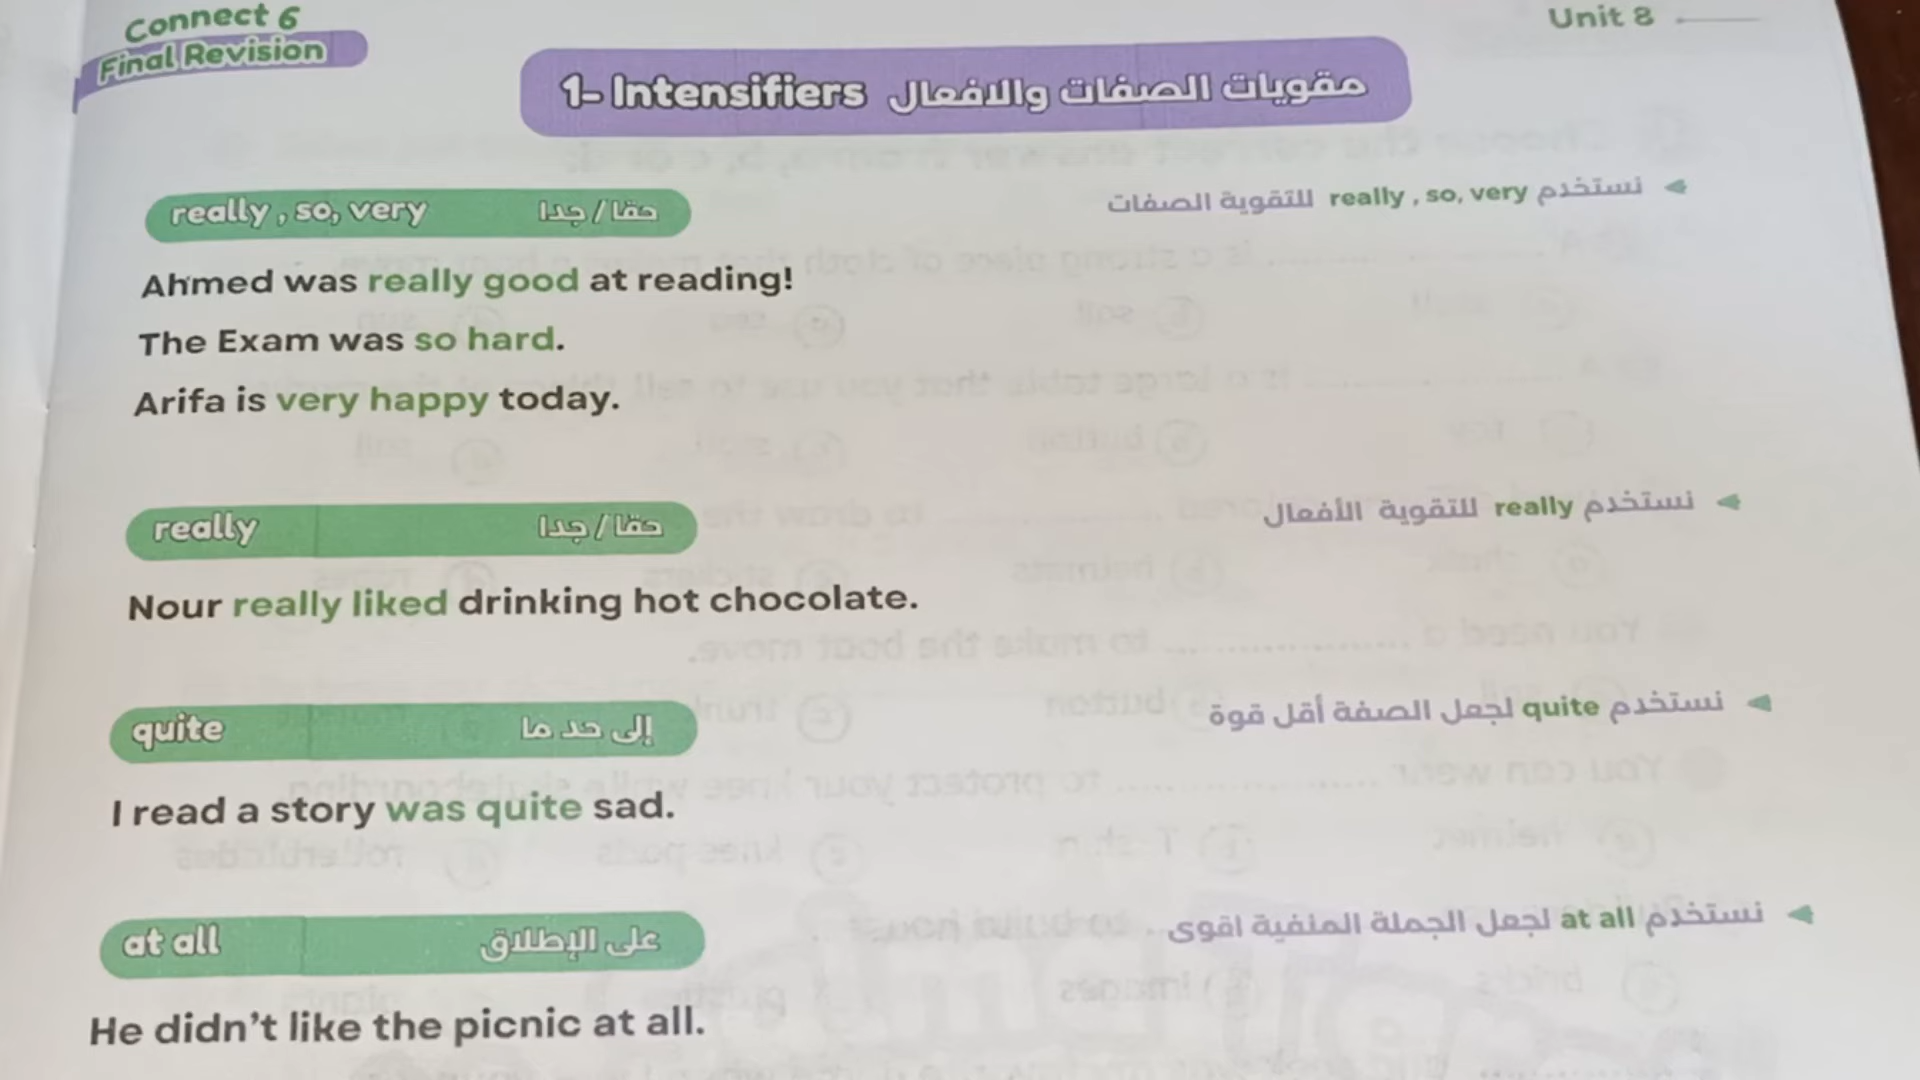 Connect 6
Final Revision
Unit 8
1- Intensifiers مقويات الصفات والافعال
really , so, very حقا / جدا
نستخدم really , so, very للتقوية الصفات
Ahmed was really good at reading!
The Exam was so hard.
Arifa is very happy today.
really حقا / جدا
نستخدم really للتقوية الأفعال
Nour really liked drinking hot chocolate.
quite إلى حد ما
نستخدم quite لجعل الصفة أقل قوة
I read a story was quite sad.
at all على الإطلاق
نستخدم at all لجعل الجملة المنفية اقوى
He didn't like the picnic at all.